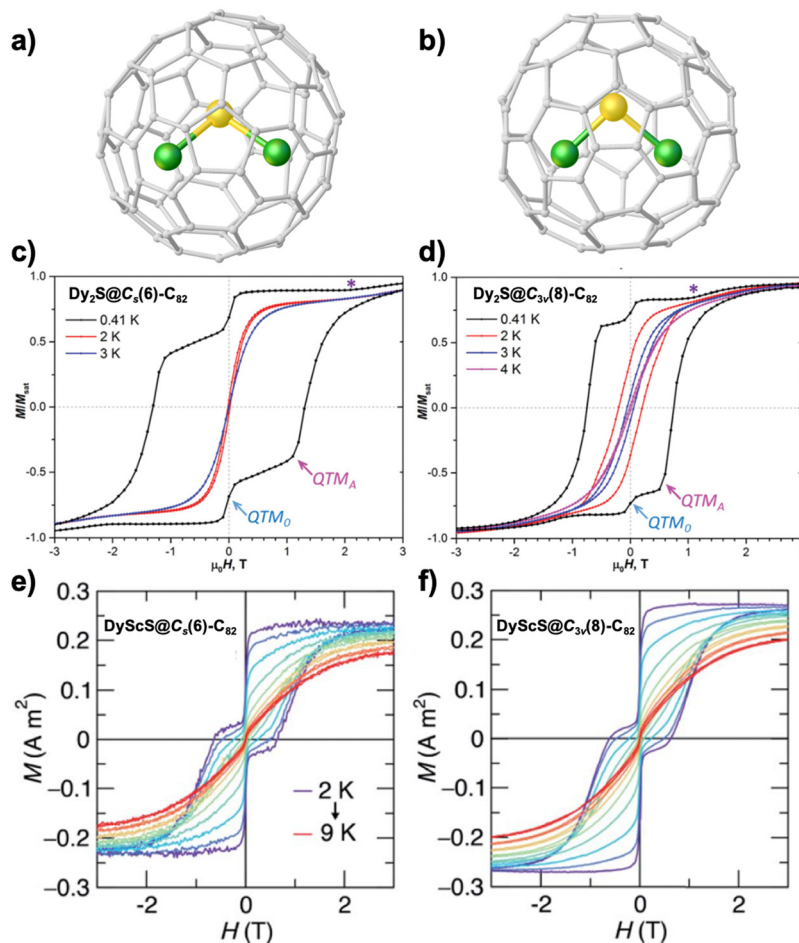 a)
b)
c)
d)
Dy₂S@Cₛ(6)-C₈₂
0.41 K
2 K
3 K
M/Mₛₐₜ
1.0
0.5
0.0
-0.5
-1.0
*
QTM_A
QTM₀
-3 -2 -1 0 1 2 3
μ₀H, T
Dy₂S@C₃ᵥ(8)-C₈₂
0.41 K
2 K
3 K
4 K
M/Mₛₐₜ
1.0
0.5
0.0
-0.5
-1.0
*
QTM_A
QTM₀
-3 -2 -1 0 1 2 3
μ₀H, T
e)
f)
DyScS@Cₛ(6)-C₈₂
M (A m²)
0.3
0.2
0.1
0
−0.1
−0.2
−0.3
2 K
9 K
-2 0 2
H (T)
DyScS@C₃ᵥ(8)-C₈₂
M (A m²)
0.3
0.2
0.1
0
−0.1
−0.2
−0.3
-2 0 2
H (T)